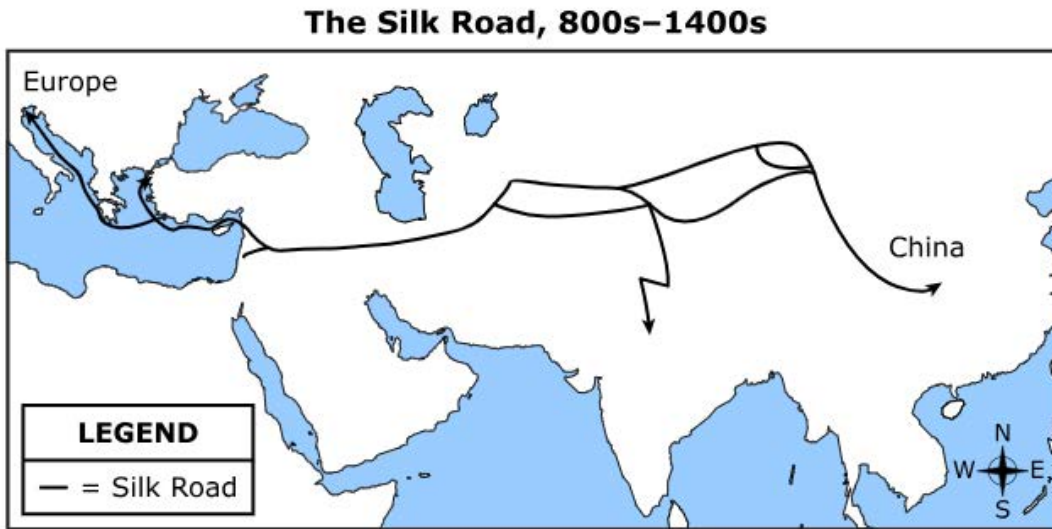 The Silk Road, 800s–1400s
Europe
China
LEGEND
— = Silk Road
N
W E
S